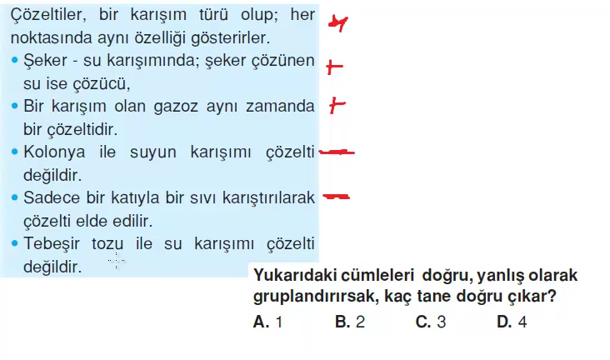 Çözeltiler, bir karışım türü olup; her
noktasında aynı özelliği gösterirler.
• Şeker - su karışımında; şeker çözünen
su ise çözücü,
• Bir karışım olan gazoz aynı zamanda
bir çözeltidir.
• Kolonya ile suyun karışımı çözelti
değildir.
• Sadece bir katıyla bir sıvı karıştırılarak
çözelti elde edilir.
• Tebeşir tozu ile su karışımı çözelti
değildir.
Yukarıdaki cümleleri doğru, yanlış olarak
gruplandırırsak, kaç tane doğru çıkar?
A. 1 B. 2 C. 3 D. 4